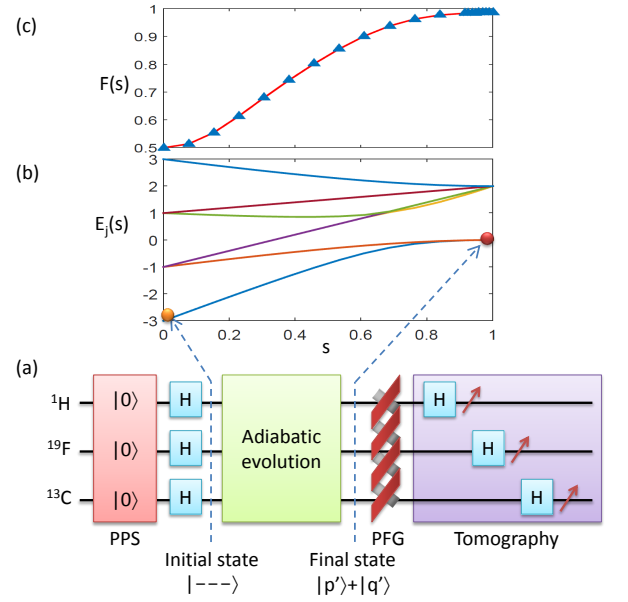 (c)
F(s)
1
0.9
0.8
0.7
0.6
0.5
(b)
E_j(s)
3
2
1
0
-1
-2
-3
0 0.2 0.4 0.6 0.8 1
s
(a)
¹H |0⟩ H H
¹⁹F |0⟩ H Adiabatic evolution H
¹³C |0⟩ H H
PPS PFG Tomography
Initial state Final state
|---⟩ |p'⟩+|q'⟩